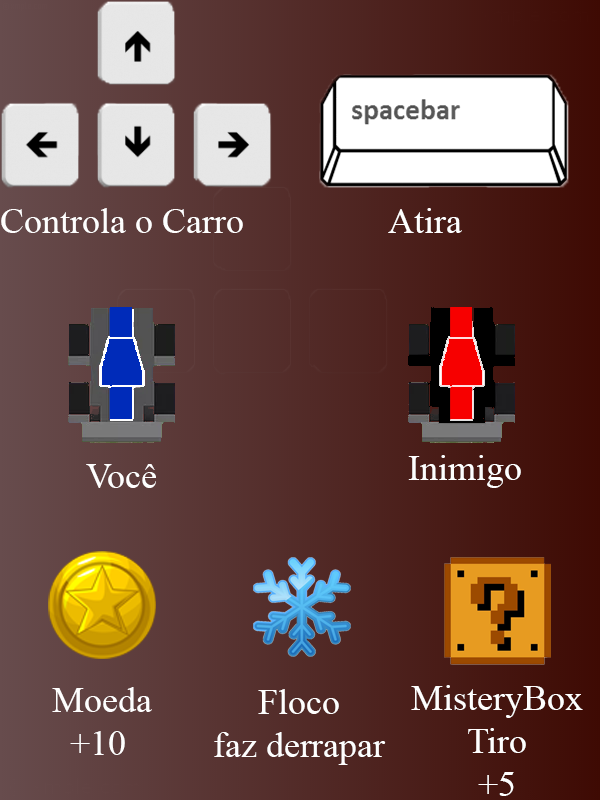 spacebar
Controla o Carro
Atira
Você
Inimigo
Moeda
+10
Floco
faz derrapar
?
MisteryBox
Tiro
+5